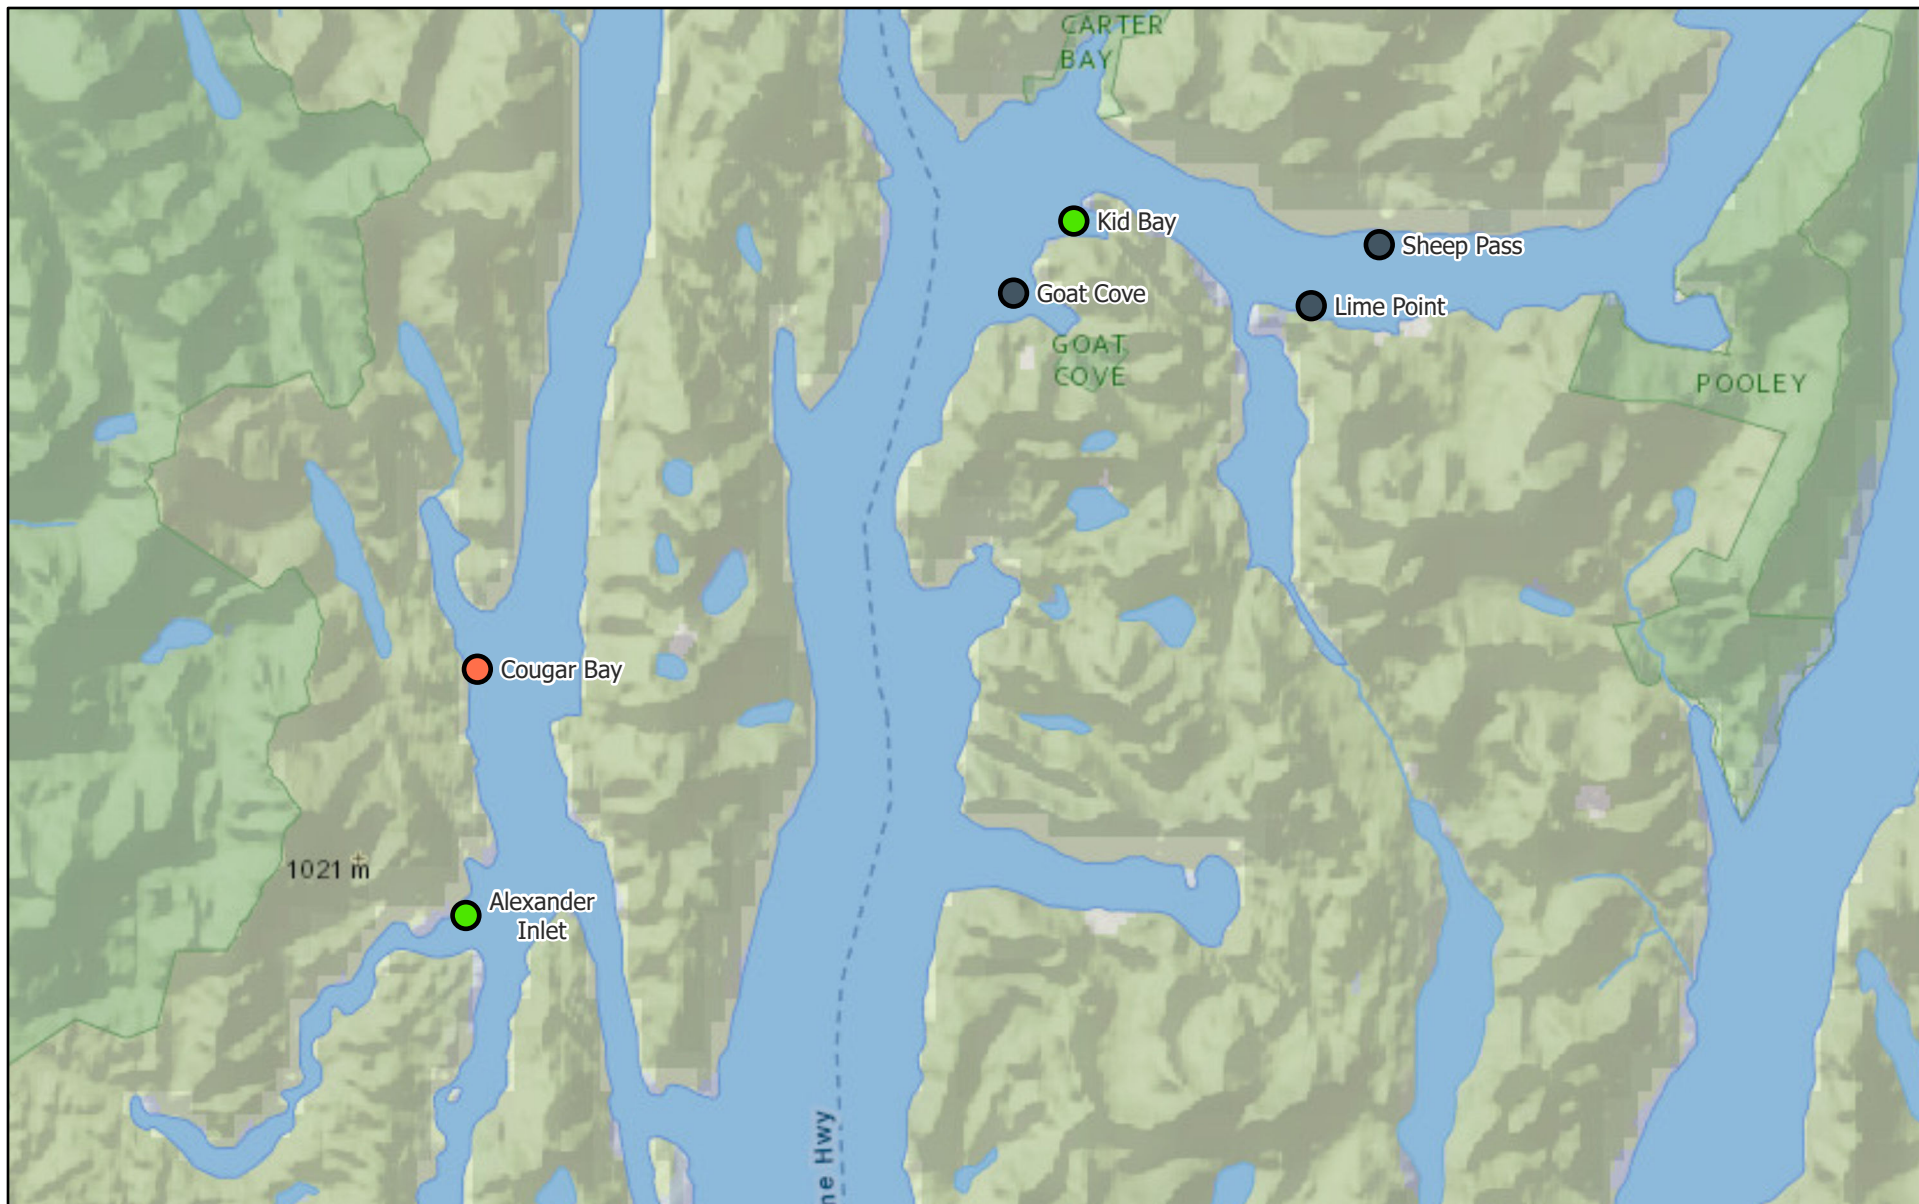 CARTER
BAY
Kid Bay
Sheep Pass
Goat Cove
Lime Point
GOAT
COVE
POOLEY
Cougar Bay
1021 m
Alexander
Inlet
ne Hwy